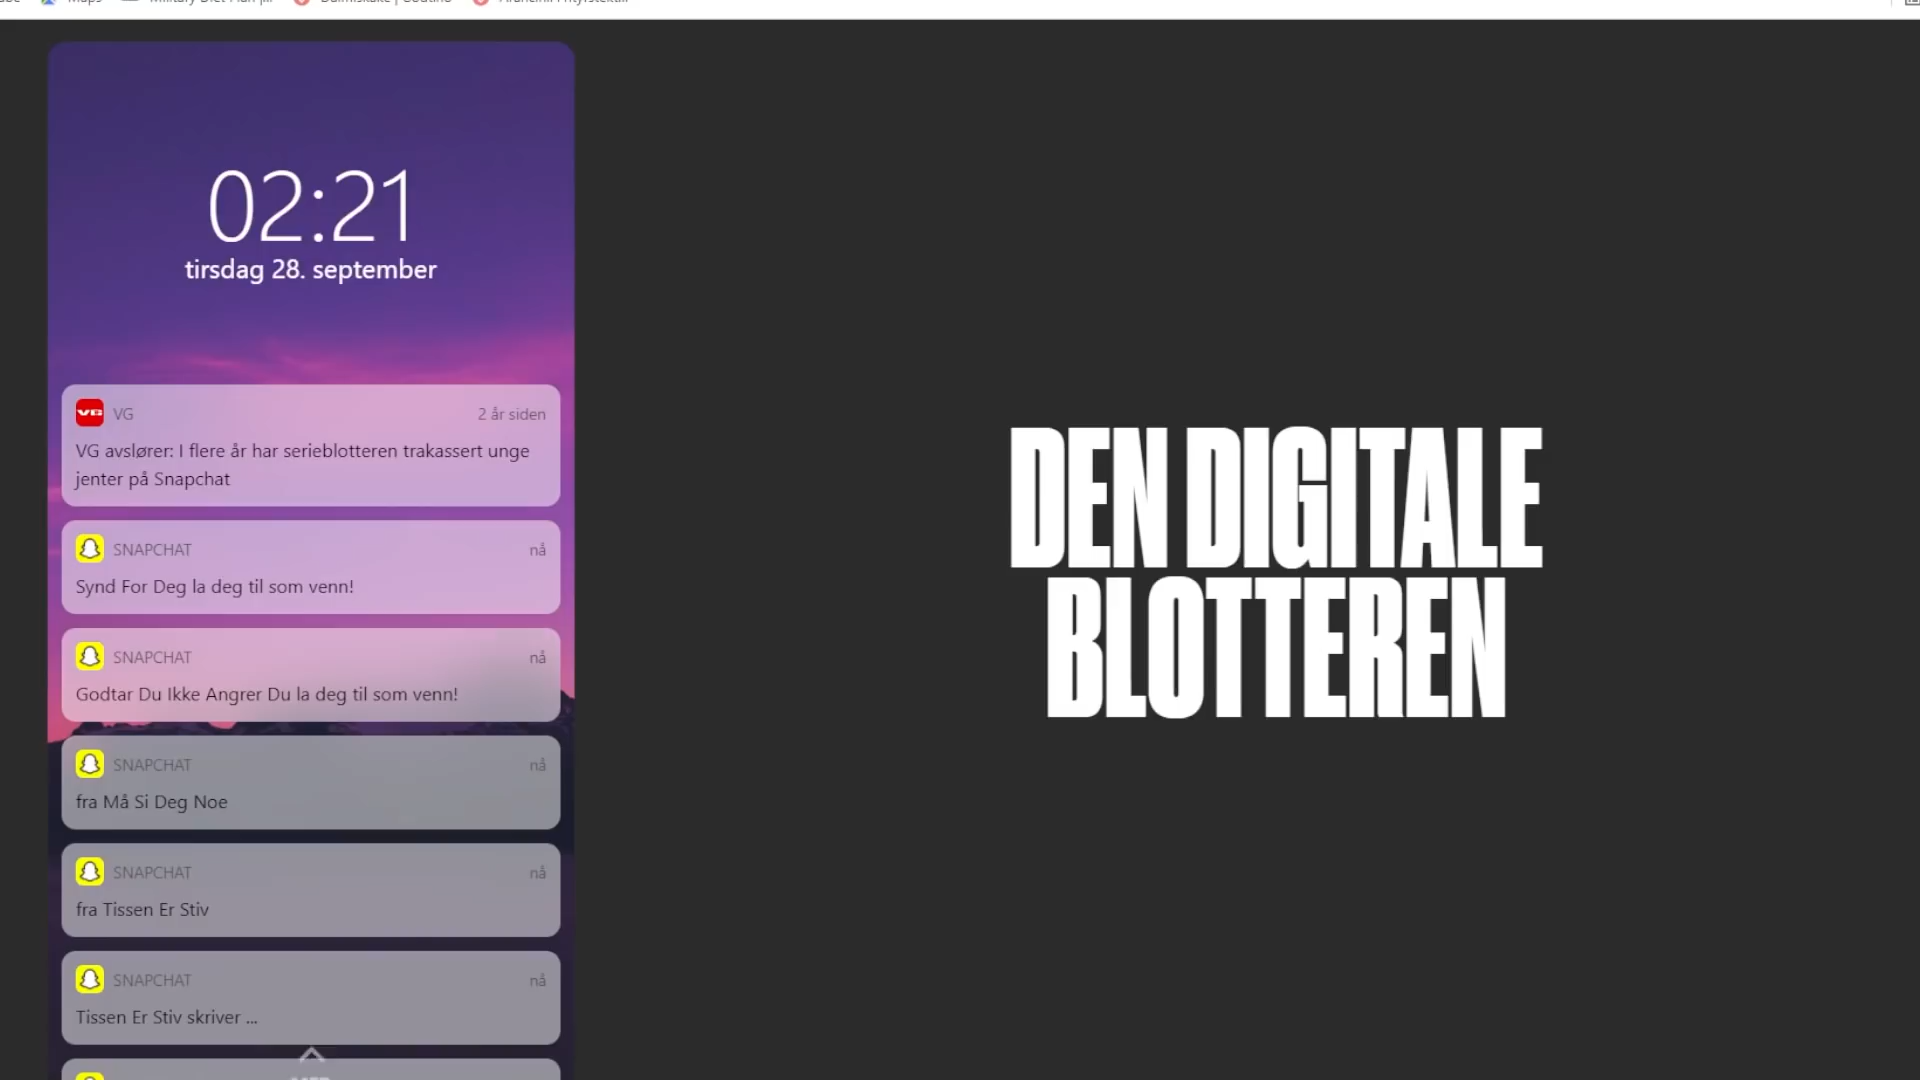 Maps
02:21
tirsdag 28. september
VG
VG
2 år siden
VG avslører: I flere år har serieblotteren trakassert unge
jenter på Snapchat
SNAPCHAT
nå
Synd For Deg la deg til som venn!
SNAPCHAT
nå
Godtar Du Ikke Angrer Du la deg til som venn!
SNAPCHAT
nå
fra Må Si Deg Noe
SNAPCHAT
nå
fra Tissen Er Stiv
SNAPCHAT
nå
Tissen Er Stiv skriver ...
DEN DIGITALE
BLOTTEREN